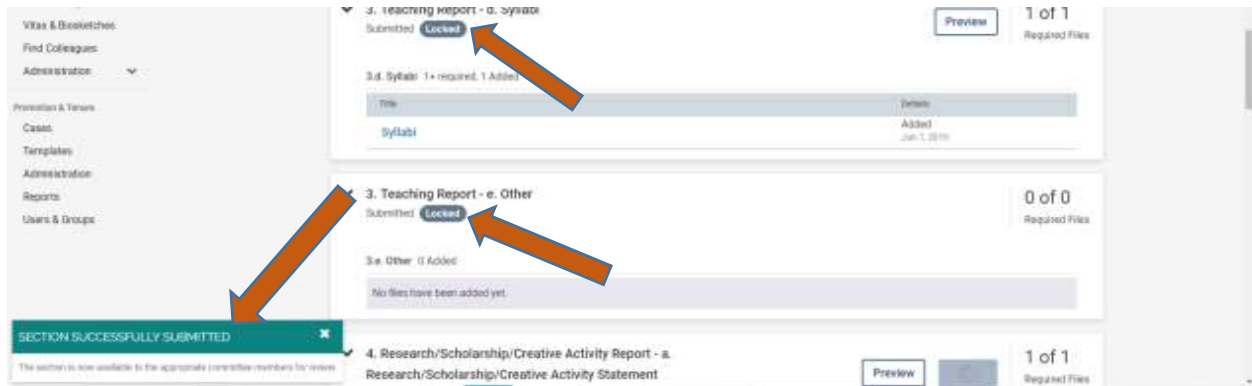 Vitas & Biosketches
Find Colleagues
Administration
Promotion & Tenure
Cases
Templates
Administration
Reports
Users & Groups
3. Teaching Report - d. Syllabi
Submitted Locked
Preview
1 of 1
Required Files
3.d. Syllabi 1+ required, 1 Added
Title
Details
Syllabi
Added
Jun 7, 2019
3. Teaching Report - e. Other
Submitted Locked
0 of 0
Required Files
3.e. Other 0 Added
No files have been added yet.
SECTION SUCCESSFULLY SUBMITTED
The section is now available to the appropriate committee members for review.
4. Research/Scholarship/Creative Activity Report - a.
Research/Scholarship/Creative Activity Statement
Preview
1 of 1
Required Files